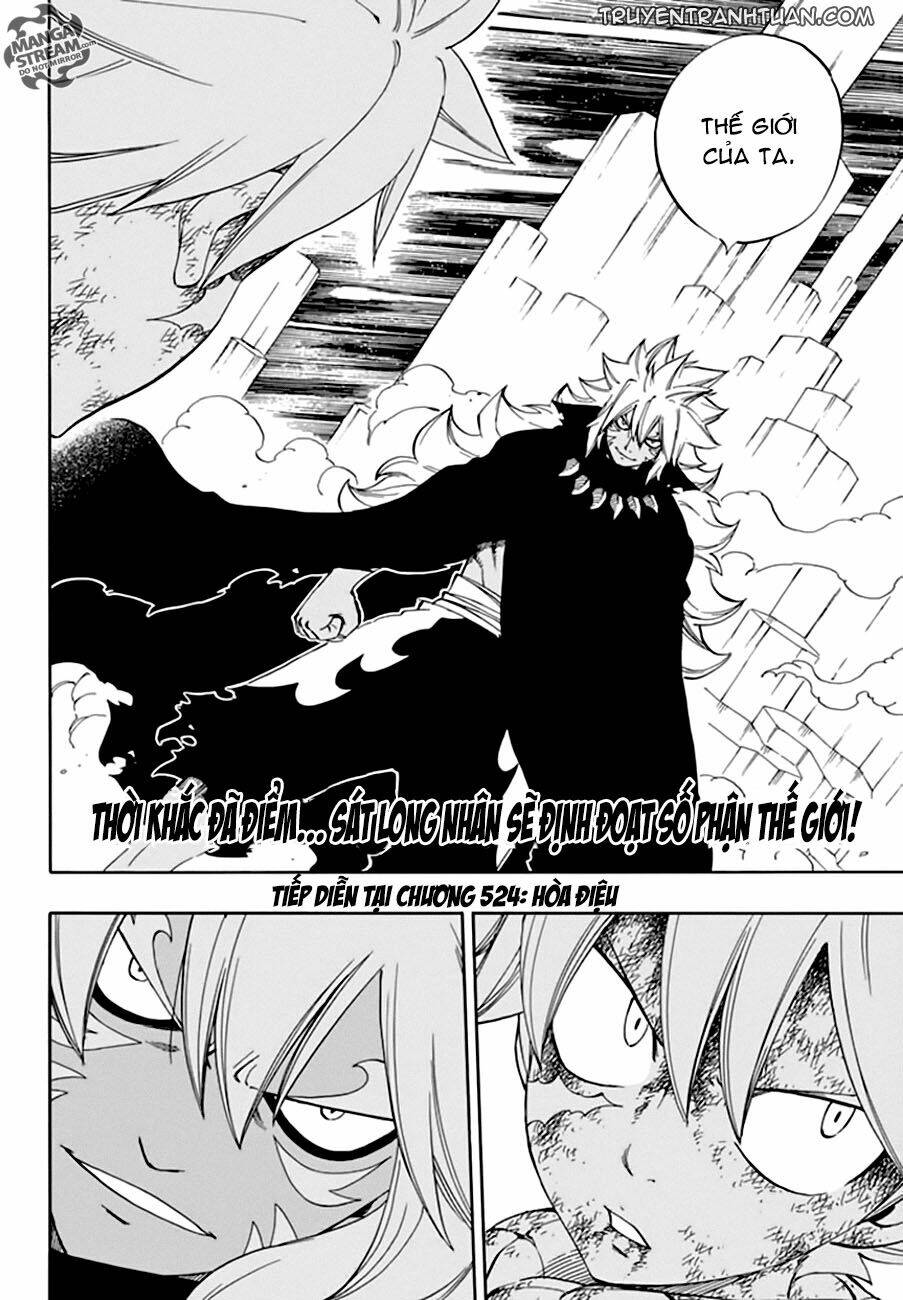 MANGA
STREAM.COM
DO NOT MIRROR
TRUYENTRANHTUAN.COM
THẾ GIỚI
CỦA TA.
THỜI KHẮC ĐÃ ĐIỂM... SÁT LONG NHÂN SẼ ĐỊNH ĐOẠT SỐ PHẬN THẾ GIỚI!
TIẾP DIỄN TẠI CHƯƠNG 524: HÒA ĐIỆU